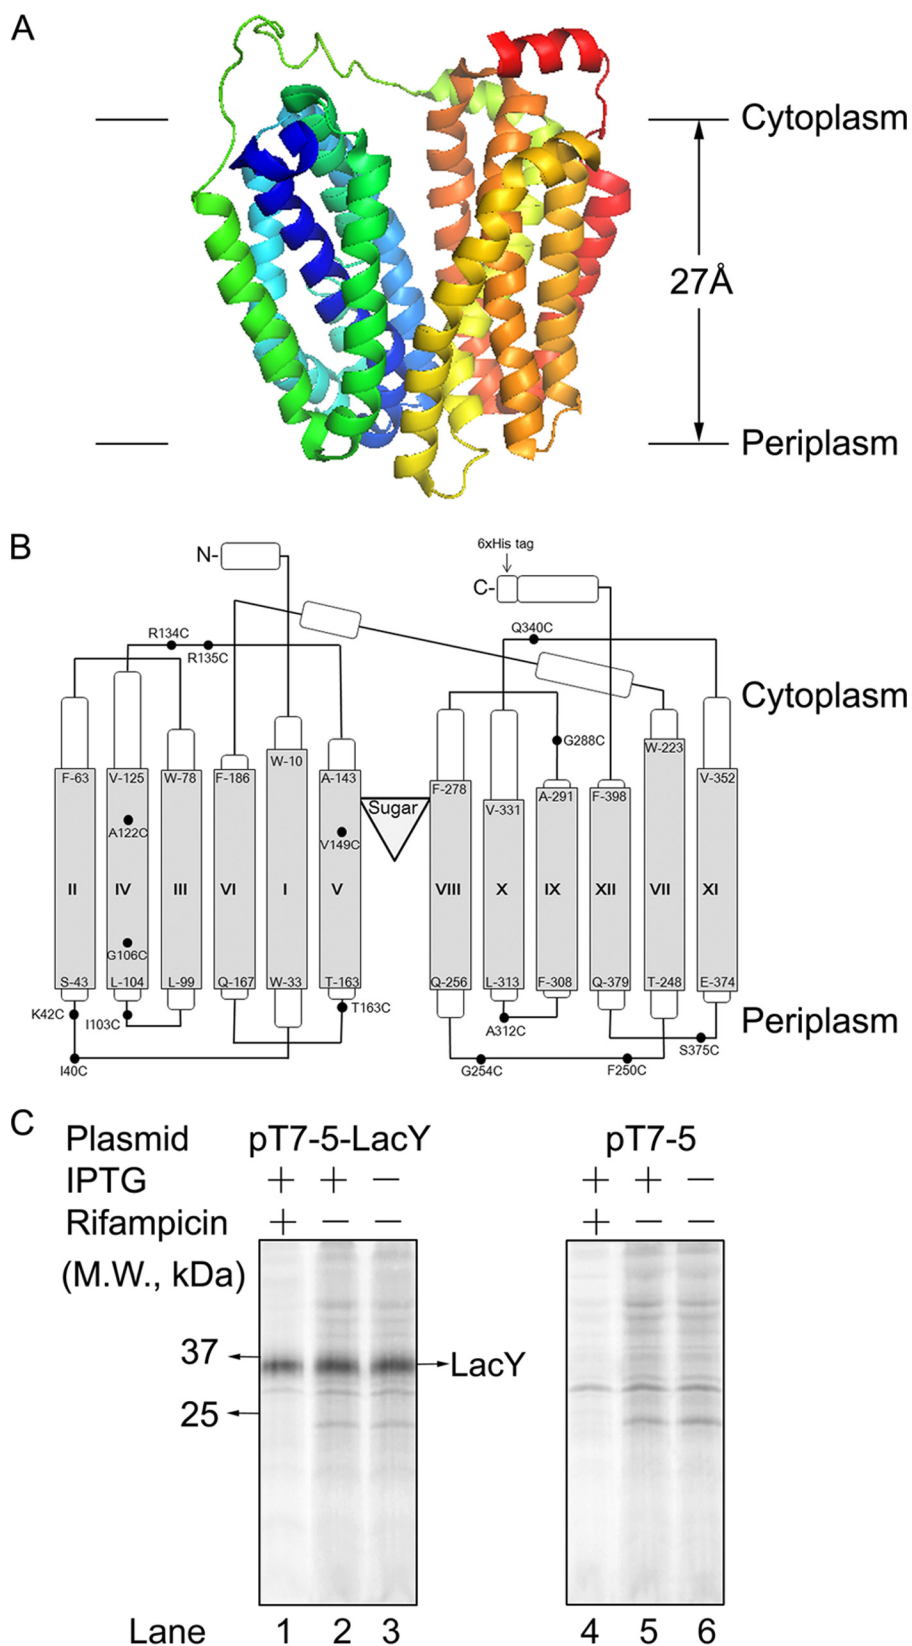 A
Cytoplasm
27Å
Periplasm
B
6xHis tag
N-
C-
R134C
R135C
Q340C
Cytoplasm
G288C
W-10
W-223
F-63
V-125
W-78
F-186
A-143
F-278
V-331
A-291
F-398
V-352
Sugar
A122C
V149C
II
IV
III
VI
I
V
VIII
X
IX
XII
VII
XI
G106C
S-43
L-104
L-99
Q-167
W-33
T-163
Q-256
L-313
F-308
Q-379
T-248
E-374
K42C
I103C
T163C
A312C
Periplasm
S375C
I40C
G254C
F250C
C
Plasmid pT7-5-LacY pT7-5
IPTG + + − + + −
Rifampicin + − − + − −
(M.W., kDa)
37
LacY
25
Lane 1 2 3 4 5 6